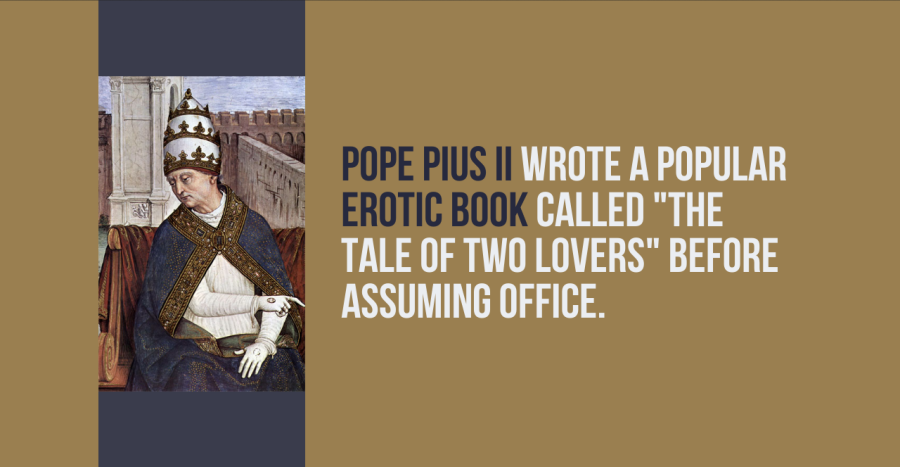 POPE PIUS II WROTE A POPULAR
EROTIC BOOK CALLED "THE
TALE OF TWO LOVERS" BEFORE
ASSUMING OFFICE.